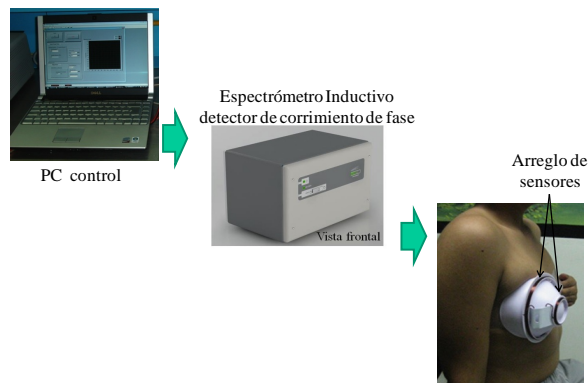 Espectrómetro Inductivo
detector de corrimiento de fase
PC control
Vista frontal
Arreglo de
sensores